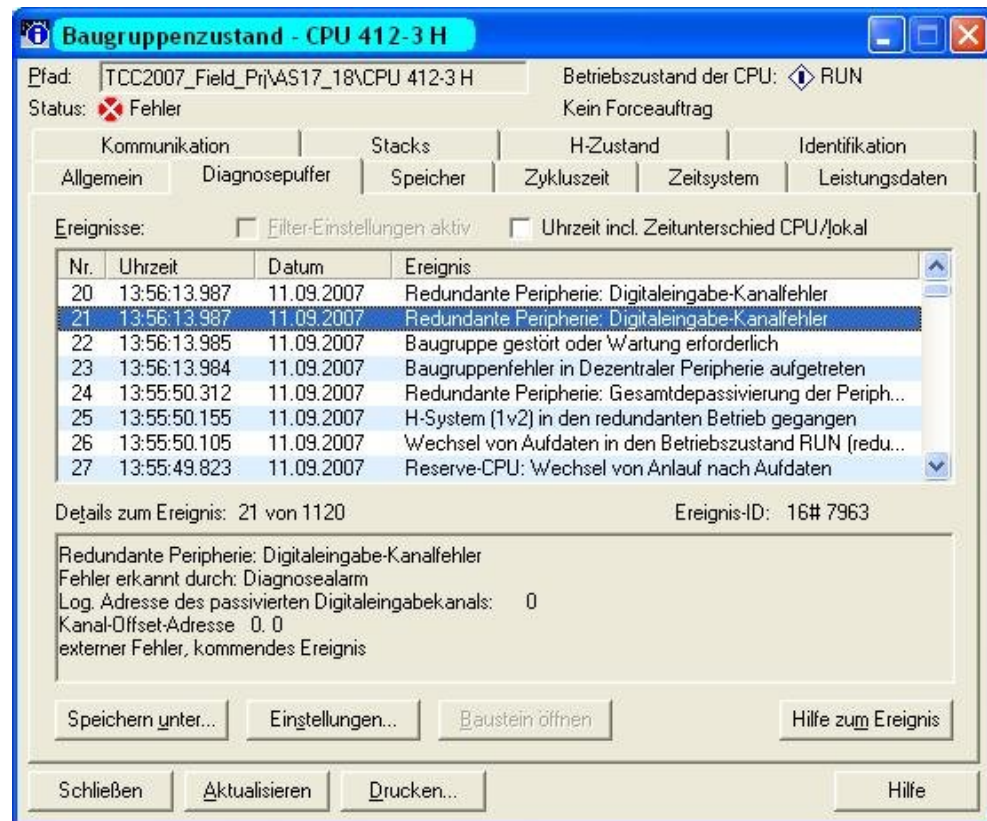 Baugruppenzustand - CPU 412-3 H
Pfad: TCC2007_Field_Prj\AS17_18\CPU 412-3 H Betriebszustand der CPU: RUN
Status: Fehler Kein Forceauftrag
Kommunikation Stacks H-Zustand Identifikation
Allgemein Diagnosepuffer Speicher Zykluszeit Zeitsystem Leistungsdaten
Ereignisse: Filter-Einstellungen aktiv Uhrzeit incl. Zeitunterschied CPU/lokal
Nr. Uhrzeit Datum Ereignis
20 13:56:13.987 11.09.2007 Redundante Peripherie: Digitaleingabe-Kanalfehler
21 13:56:13.987 11.09.2007 Redundante Peripherie: Digitaleingabe-Kanalfehler
22 13:56:13.985 11.09.2007 Baugruppe gestört oder Wartung erforderlich
23 13:56:13.984 11.09.2007 Baugruppenfehler in Dezentraler Peripherie aufgetreten
24 13:55:50.312 11.09.2007 Redundante Peripherie: Gesamtdepassivierung der Periph...
25 13:55:50.155 11.09.2007 H-System (1v2) in den redundanten Betrieb gegangen
26 13:55:50.105 11.09.2007 Wechsel von Aufdaten in den Betriebszustand RUN (redu...
27 13:55:49.823 11.09.2007 Reserve-CPU: Wechsel von Anlauf nach Aufdaten
Details zum Ereignis: 21 von 1120 Ereignis-ID: 16# 7963
Redundante Peripherie: Digitaleingabe-Kanalfehler
Fehler erkannt durch: Diagnosealarm
Log. Adresse des passivierten Digitaleingabekanals: 0
Kanal-Offset-Adresse 0. 0
externer Fehler, kommendes Ereignis
Speichern unter... Einstellungen... Baustein öffnen Hilfe zum Ereignis
Schließen Aktualisieren Drucken... Hilfe